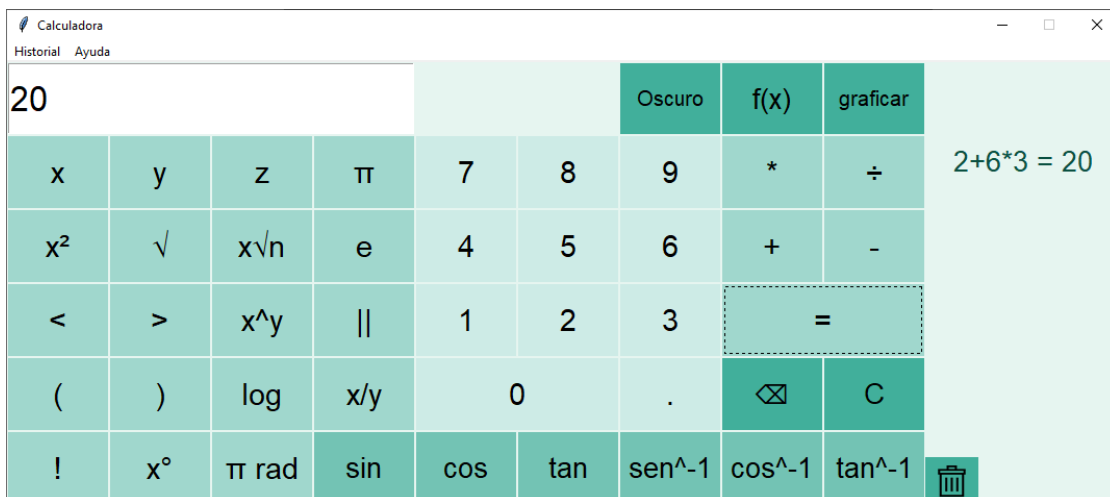 Calculadora
Historial Ayuda
20
Oscuro f(x) graficar
x y z π 7 8 9 * ÷
2+6*3 = 20
x² √ x√n e 4 5 6 + -
< > x^y || 1 2 3 =
( ) log x/y 0 . ⌫ C
! x° π rad sin cos tan sen^-1 cos^-1 tan^-1